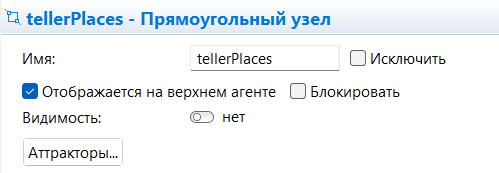 tellerPlaces - Прямоугольный узел
Имя: tellerPlaces Исключить
Отображается на верхнем агенте Блокировать
Видимость: нет
Аттракторы...